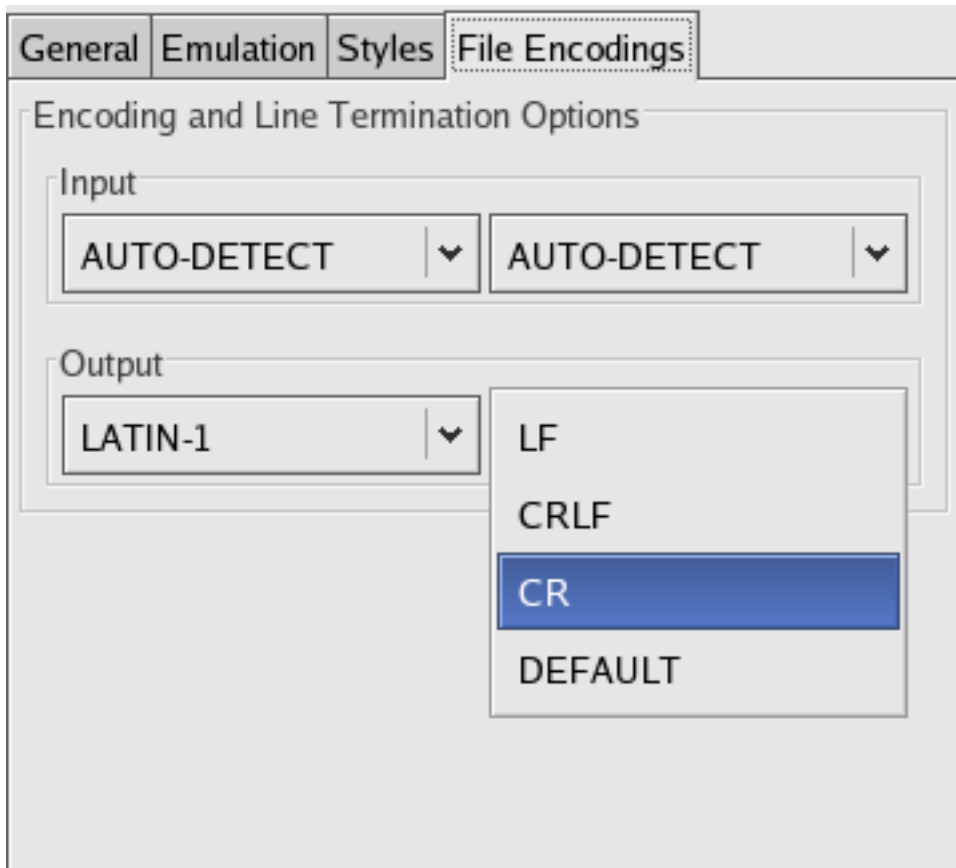 General Emulation Styles File Encodings
Encoding and Line Termination Options
Input
AUTO-DETECT AUTO-DETECT
Output
LATIN-1 LF
CRLF
CR
DEFAULT